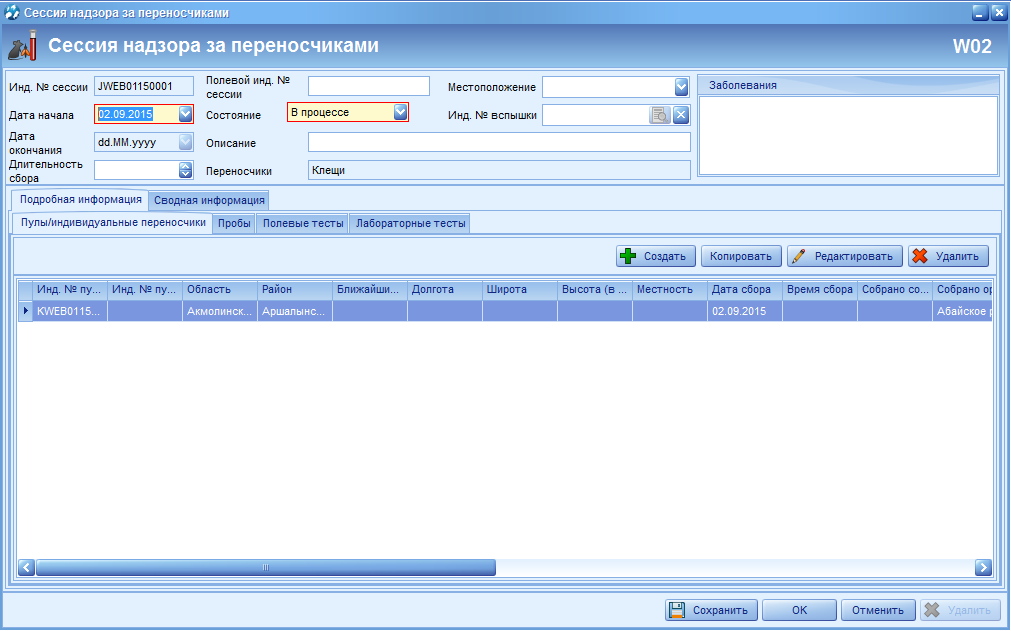 Сессия надзора за переносчиками
Сессия надзора за переносчиками
W02
Инд. № сессии JWEB01150001 Полевой инд. № сессии Местоположение Заболевания
Дата начала 02.09.2015 Состояние В процессе Инд. № вспышки
Дата окончания dd.MM.yyyy Описание
Длительность сбора Переносчики Клещи
Подробная информация Сводная информация
Пулы/индивидуальные переносчики Пробы Полевые тесты Лабораторные тесты
Создать Копировать Редактировать Удалить
Инд. № пу... Инд. № пу... Область Район Ближайши... Долгота Широта Высота (в ... Местность Дата сбора Время сбора Собрано со... Собрано ор
KWEB0115... Акмолинск... Аршалынс... 02.09.2015 Абайское р
Сохранить OK Отменить Удалить